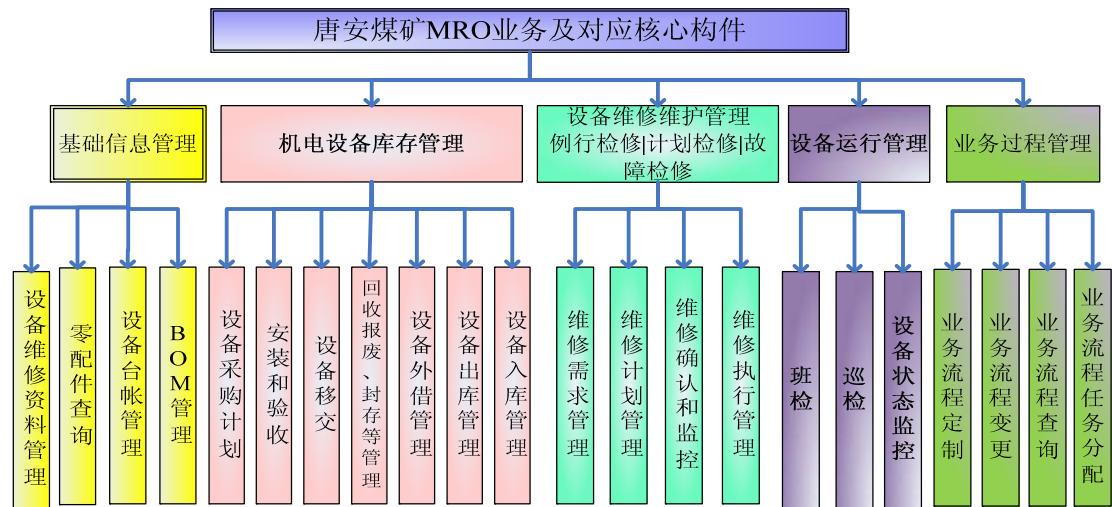 唐安煤矿MRO业务及对应核心构件
基础信息管理
机电设备库存管理
设备维修维护管理
例行检修|计划检修|故
障检修
设备运行管理
业务过程管理
设备维修资料管理
零配件查询
设备台帐管理
BOM管理
设备采购计划
安装和验收
设备移交
回收报废、封存等管理
设备外借管理
设备出库管理
设备入库管理
维修需求管理
维修计划管理
维修确认和监控
维修执行管理
班检
巡检
设备状态监控
业务流程定制
业务流程变更
业务流程查询
业务流程任务分配